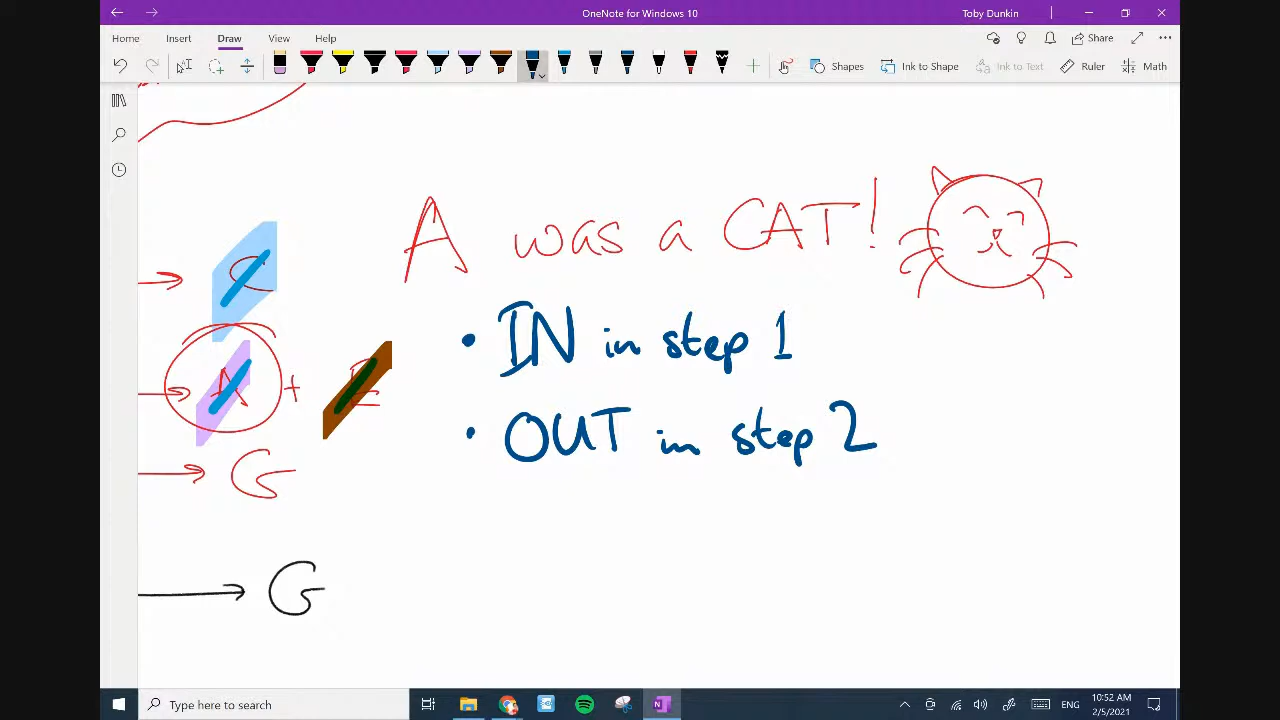 OneNote for Windows 10
Toby Dunkin
Home Insert Draw View Help
Share
Shapes Ink to Shape Ink to Text Ruler Math
A was a CAT!
C
• IN in step 1
A + E
• OUT in step 2
G
G
Type here to search
ENG
10:52 AM
2/5/2021